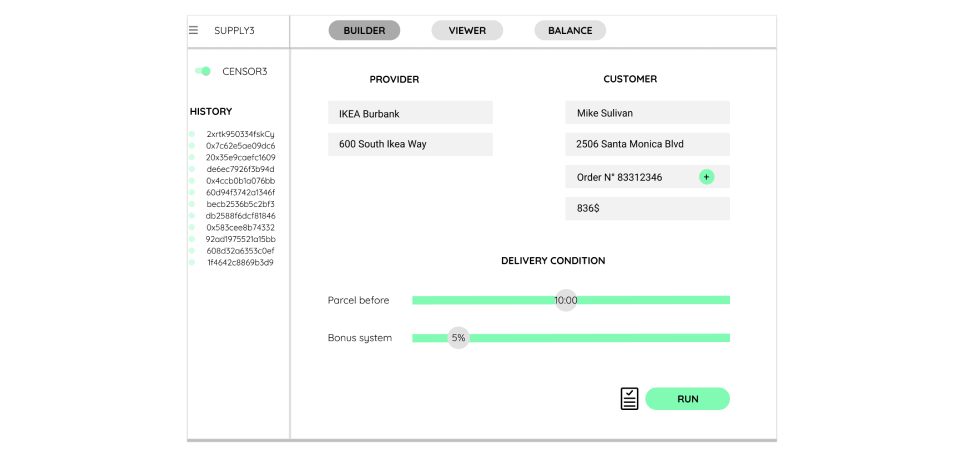 SUPPLY3
BUILDER
VIEWER
BALANCE
CENSOR3
HISTORY
2xrtk950334fskCy
0x7c62e5ae09dc6
20x35e9caefc1609
de6ec7926f3b94d
0x4ccb0b1a076bb
60d94f3742a1346f
becb2536b5c2bf3
db2588f6dcf81846
0x583cee8b74332
92ad1975521a15bb
608d32a6353c0ef
1f4642c8869b3d9
PROVIDER
IKEA Burbank
600 South Ikea Way
CUSTOMER
Mike Sulivan
2506 Santa Monica Blvd
Order N° 83312346
+
836$
DELIVERY CONDITION
Parcel before
10:00
Bonus system
5%
RUN